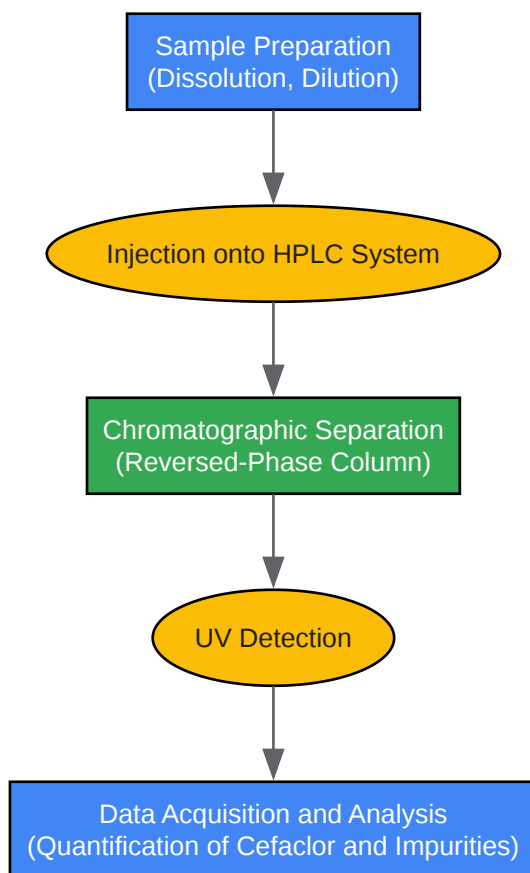 Sample Preparation
(Dissolution, Dilution)
Injection onto HPLC System
Chromatographic Separation
(Reversed-Phase Column)
UV Detection
Data Acquisition and Analysis
(Quantification of Cefaclor and Impurities)